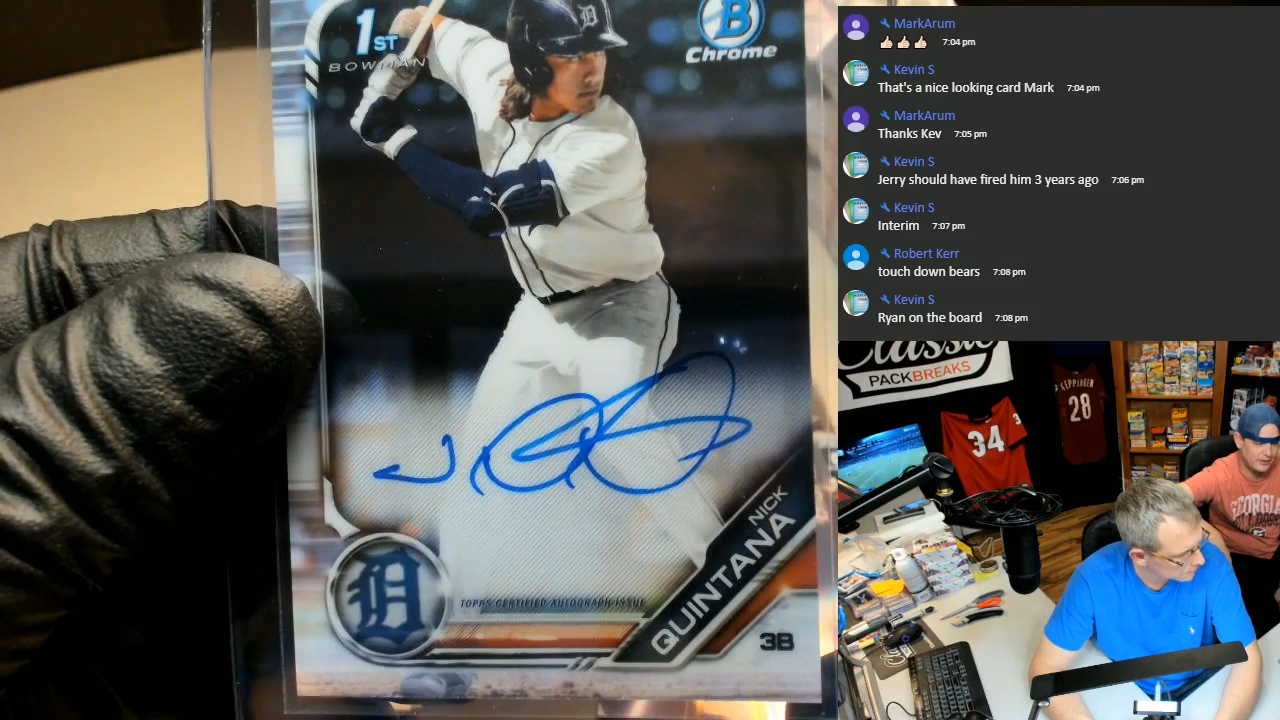 1ST
BOWMAN
B
Chrome
D
NICK
QUINTANA
TOPPS CERTIFIED AUTOGRAPH ISSUE
3B
MarkArum
👍🏻👍🏻👍🏻 7:04 pm
Kevin S
That's a nice looking card Mark 7:04 pm
MarkArum
Thanks Kev 7:05 pm
Kevin S
Jerry should have fired him 3 years ago 7:06 pm
Kevin S
Interim 7:07 pm
Robert Kerr
touch down bears 7:08 pm
Kevin S
Ryan on the board 7:08 pm
Classic
PACKBREAKS
KEPPINGER
28
34
GEORGIA